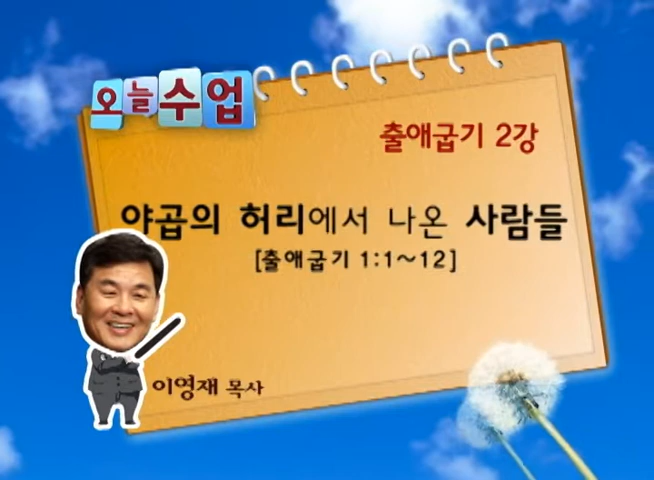 오늘수업
출애굽기 2강
야곱의 허리에서 나온 사람들
[출애굽기 1:1~12]
이영재 목사